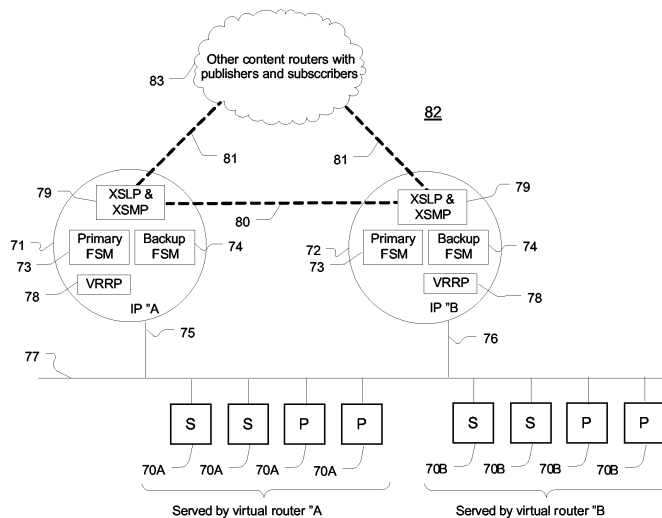 Other content routers with
publishers and subsccribers
83
82
81
81
79
XSLP &
XSMP
XSLP &
XSMP
79
80
71
Primary
FSM
Backup
FSM
74
72
Primary
FSM
Backup
FSM
74
73
73
78
VRRP
VRRP
78
IP "A
IP "B
75
76
77
S
S
P
P
S
S
P
P
70A
70A
70A
70A
70B
70B
70B
70B
Served by virtual router "A
Served by virtual router "B